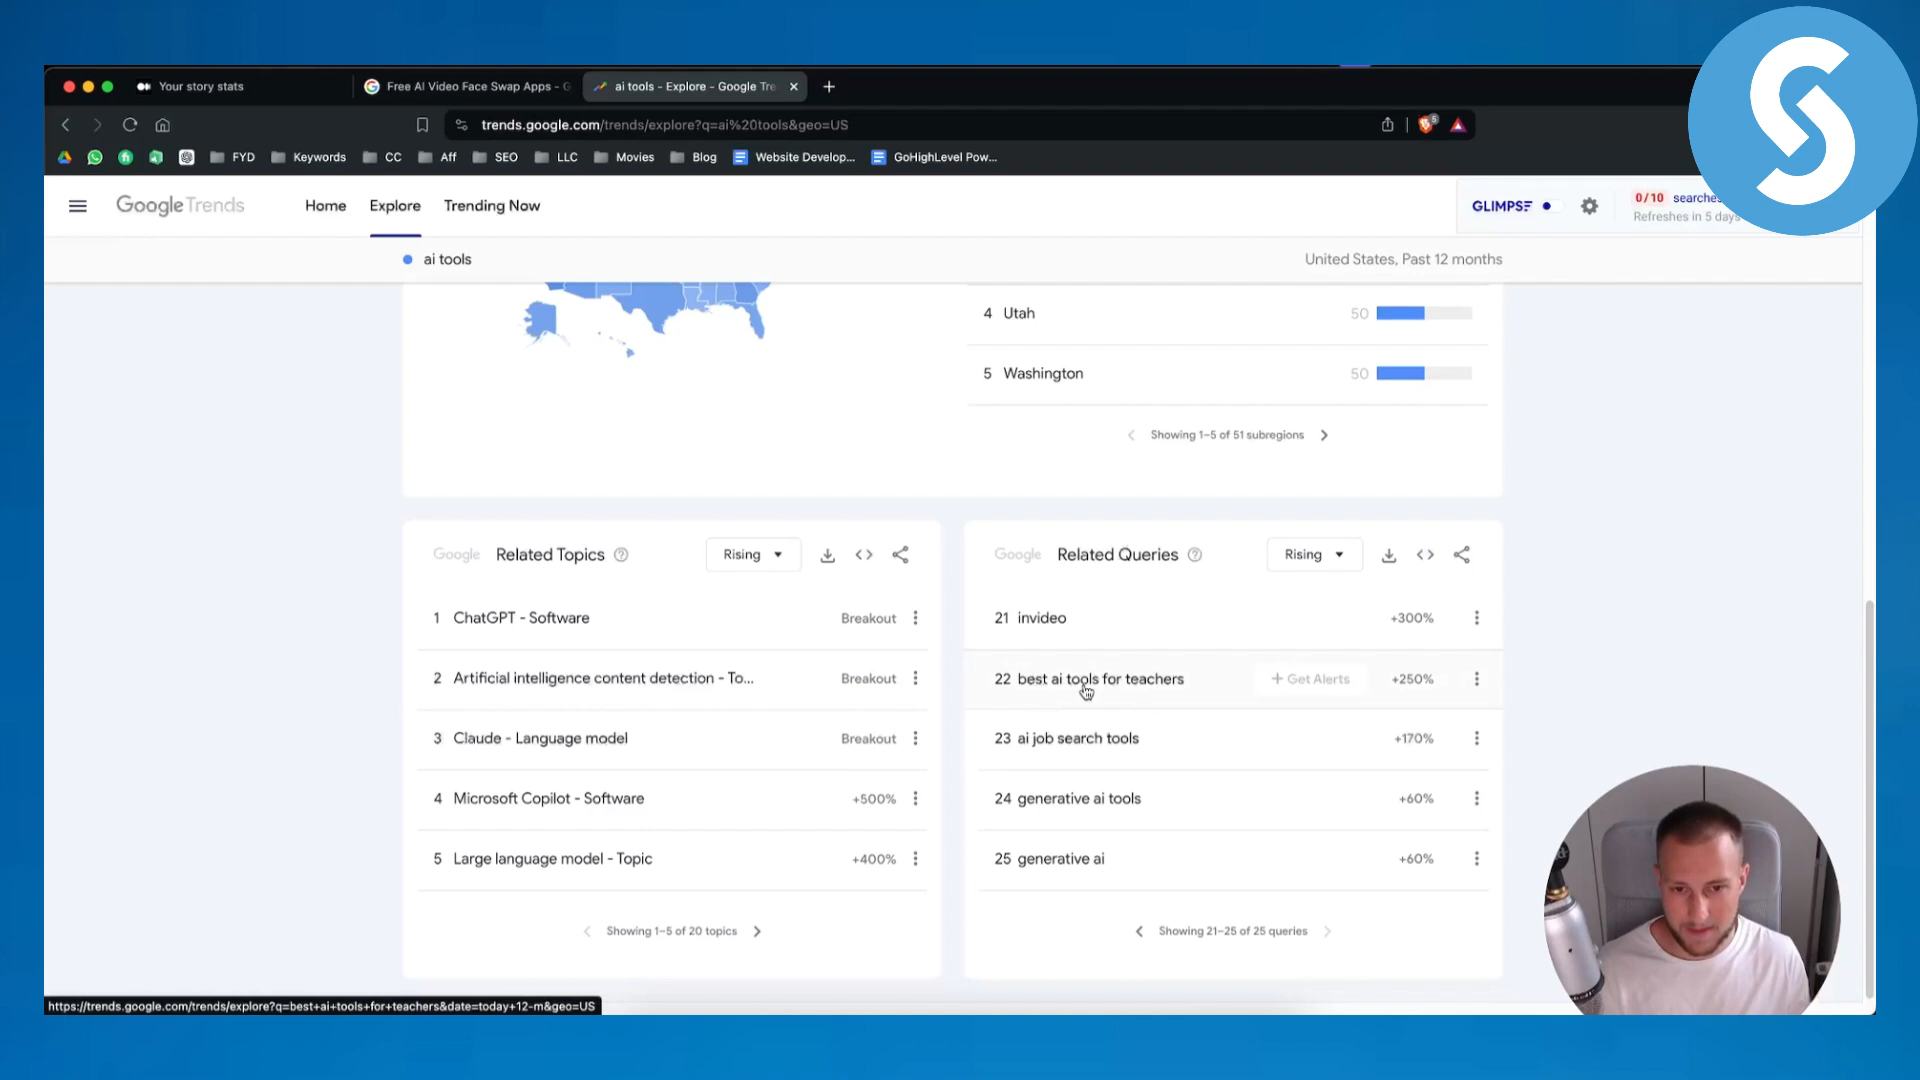 Your story stats
Free AI Video Face Swap Apps - G
ai tools - Explore - Google Tre
trends.google.com/trends/explore?q=ai%20tools&geo=US
5
FYD
Keywords
CC
Aff
SEO
LLC
Movies
Blog
Website Develop...
GoHighLevel Pow...
Google Trends
Home
Explore
Trending Now
GLIMPSE
0/10 searches
Refreshes in 5 days
ai tools
United States, Past 12 months
4 Utah 50
5 Washington 50
Showing 1-5 of 51 subregions
Google Related Topics Rising
1 ChatGPT - Software Breakout
2 Artificial intelligence content detection - To... Breakout
3 Claude - Language model Breakout
4 Microsoft Copilot - Software +500%
5 Large language model - Topic +400%
Showing 1-5 of 20 topics
Google Related Queries Rising
21 invideo +300%
22 best ai tools for teachers + Get Alerts +250%
23 ai job search tools +170%
24 generative ai tools +60%
25 generative ai +60%
Showing 21-25 of 25 queries
https://trends.google.com/trends/explore?q=best+ai+tools+for+teachers&date=today+12-m&geo=US